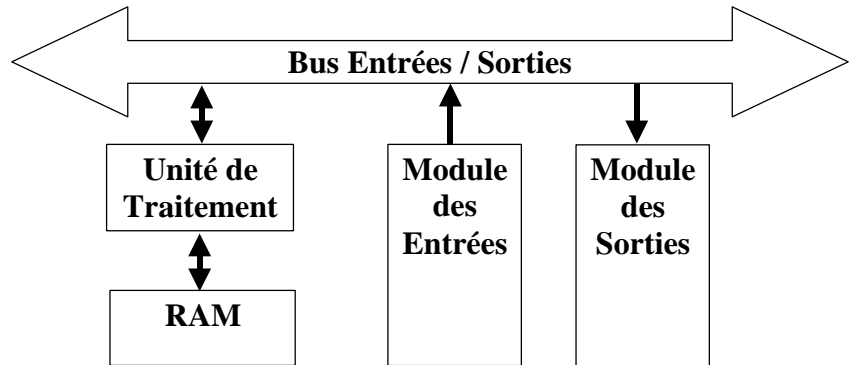 Bus Entrées / Sorties
Unité de
Traitement
RAM
Module
des
Entrées
Module
des
Sorties